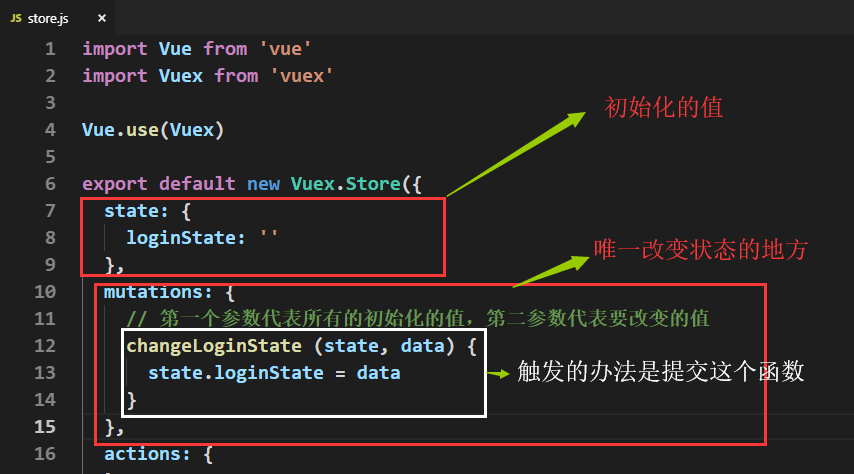 JS store.js ×
1 import Vue from 'vue'
2 import Vuex from 'vuex'
3
4 Vue.use(Vuex)
5
初始化的值
6 export default new Vuex.Store({
7 state: {
8 loginState: ''
9 },
唯一改变状态的地方
10 mutations: {
11 // 第一个参数代表所有的初始化的值，第二参数代表要改变的值
12 changeLoginState (state, data) {
13 state.loginState = data
触发的办法是提交这个函数
14 }
15 },
16 actions: {